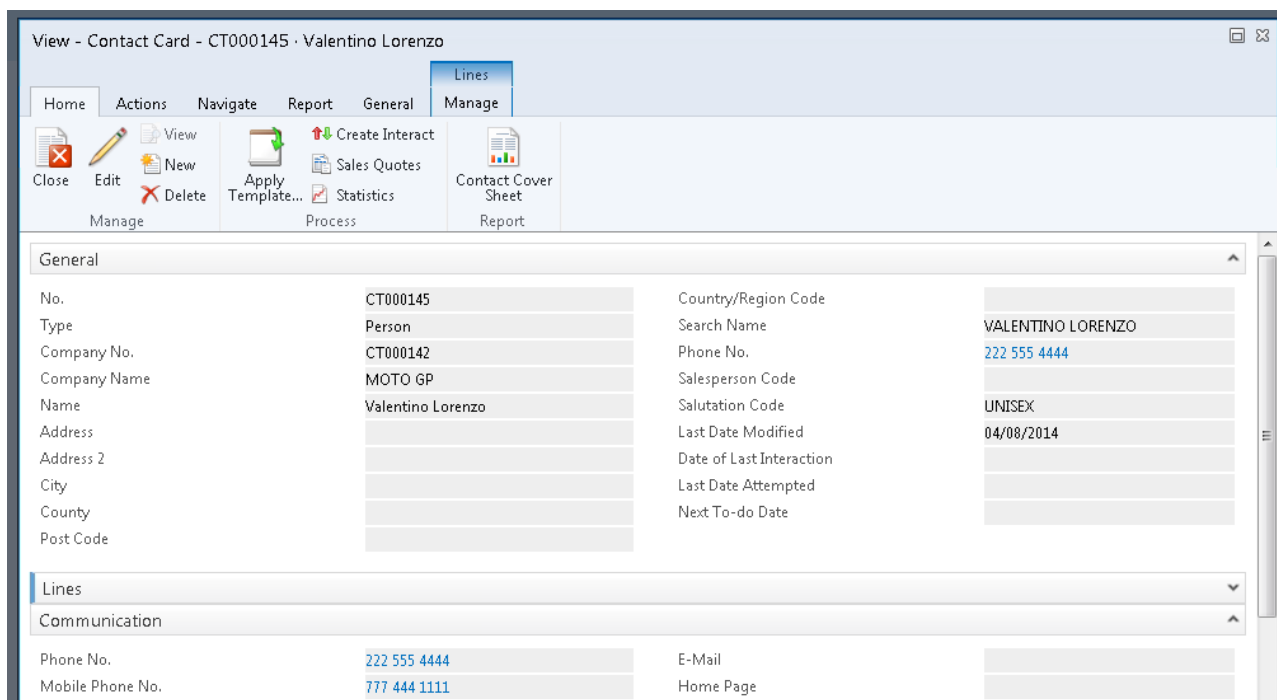 View - Contact Card - CT000145 · Valentino Lorenzo
Lines
Home Actions Navigate Report General Manage
Close
Edit
View
New
Delete
Manage
Apply
Template...
Create Interact
Sales Quotes
Statistics
Process
Contact Cover
Sheet
Report
General
No. CT000145
Type Person
Company No. CT000142
Company Name MOTO GP
Name Valentino Lorenzo
Address
Address 2
City
County
Post Code
Country/Region Code
Search Name VALENTINO LORENZO
Phone No. 222 555 4444
Salesperson Code
Salutation Code UNISEX
Last Date Modified 04/08/2014
Date of Last Interaction
Last Date Attempted
Next To-do Date
Lines
Communication
Phone No. 222 555 4444
Mobile Phone No. 777 444 1111
E-Mail
Home Page